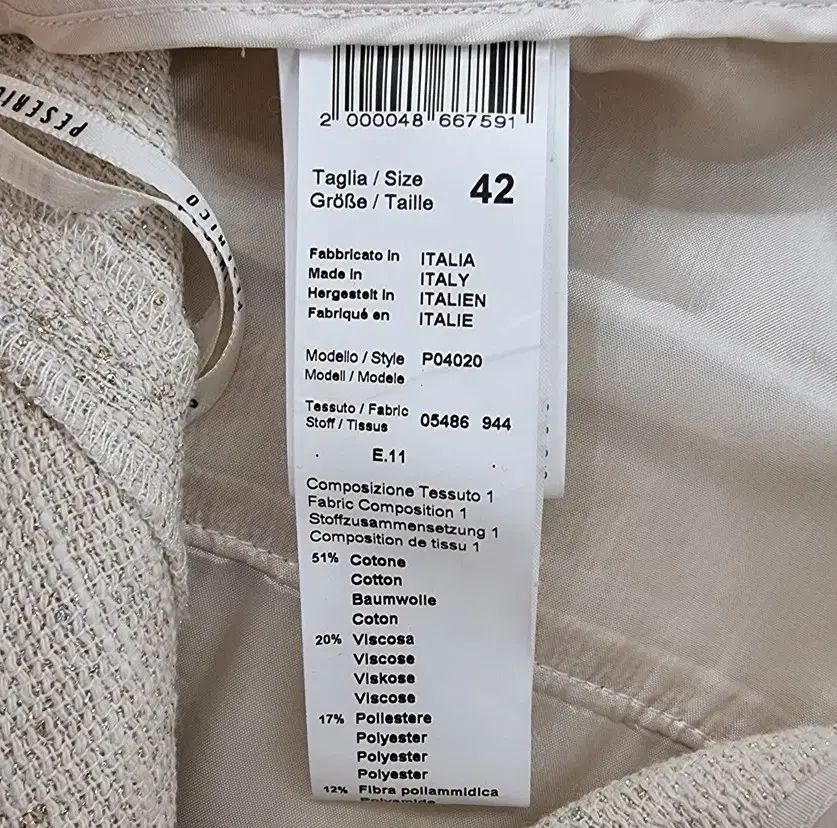 PESERICO
2 000048 667591
Taglia / Size
Größe / Taille
42
Fabbricato in ITALIA
Made in ITALY
Hergestelt in ITALIEN
Fabriqué en ITALIE
Modello / Style P04020
Modell / Modele
Tessuto / Fabric
Stoff / Tissus
05486 944
E.11
Composizione Tessuto 1
Fabric Composition 1
Stoffzusammensetzung 1
Composition de tissu 1
51% Cotone
Cotton
Baumwolle
Coton
20% Viscosa
Viscose
Viskose
Viscose
17% Poliestere
Polyester
Polyester
Polyester
12% Fibra poliammidica
Polyamide